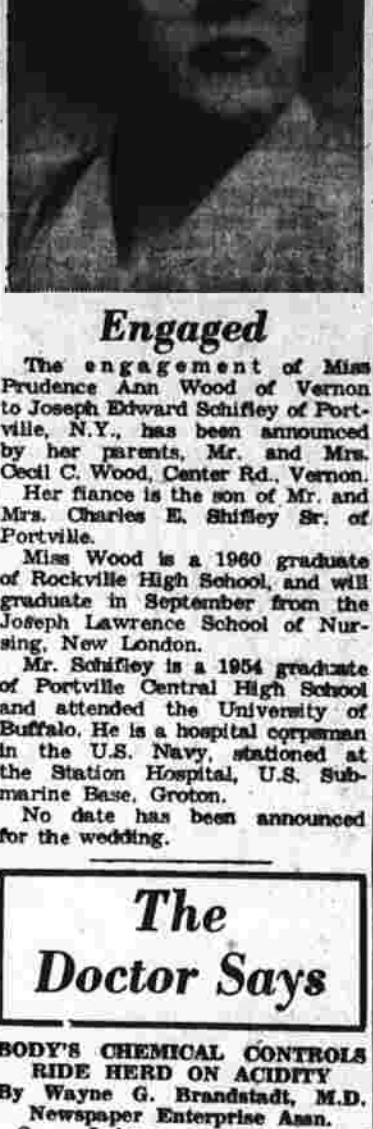 Engaged
The engagement of Miss
Prudence Ann Wood of Vernon
to Joseph Edward Schifley of Port-
ville, N.Y., has been announced
by her parents, Mr. and Mrs.
Cecil C. Wood, Center Rd., Vernon.
Her fiance is the son of Mr. and
Mrs. Charles E. Shifley Sr. of
Portville.
Miss Wood is a 1960 graduate
of Rockville High School, and will
graduate in September from the
Joseph Lawrence School of Nur-
sing, New London.
Mr. Schifley is a 1954 graduate
of Portville Central High School
and attended the University of
Buffalo. He is a hospital corpsman
in the U.S. Navy, stationed at
the Station Hospital, U.S. Sub-
marine Base, Groton.
No date has been announced
for the wedding.
The
Doctor Says
BODY'S CHEMICAL CONTROLS
RIDE HERD ON ACIDITY
By Wayne G. Brandstadt, M.D.
Newspaper Enterprise Assn.